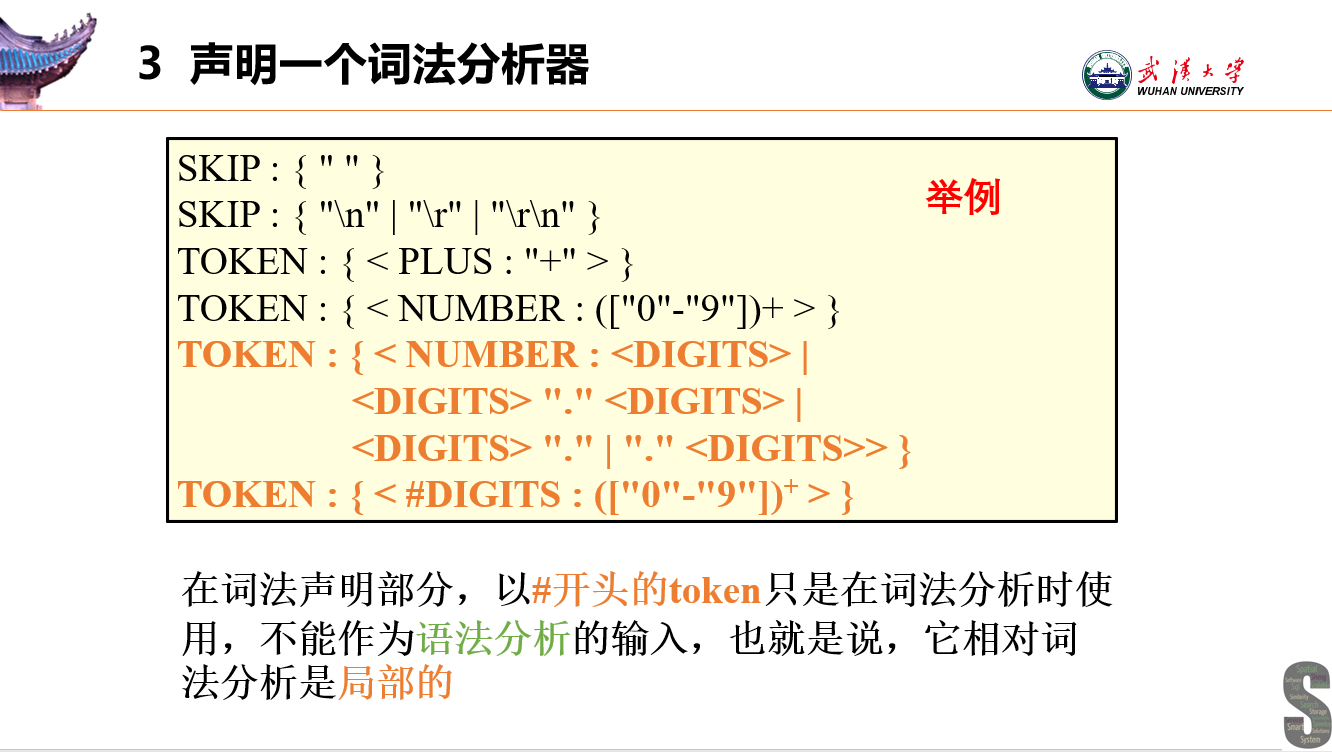 3 声明一个词法分析器
武漢大学
WUHAN UNIVERSITY
SKIP : { " " }
举例
SKIP : { "\n" | "\r" | "\r\n" }
TOKEN : { < PLUS : "+" > }
TOKEN : { < NUMBER : (["0"-"9"])+ > }
TOKEN : { < NUMBER : <DIGITS> |
<DIGITS> "." <DIGITS> |
<DIGITS> "." | "." <DIGITS>> }
TOKEN : { < #DIGITS : (["0"-"9"])⁺ > }
在词法声明部分，以#开头的token只是在词法分析时使
用，不能作为语法分析的输入，也就是说，它相对词
法分析是局部的